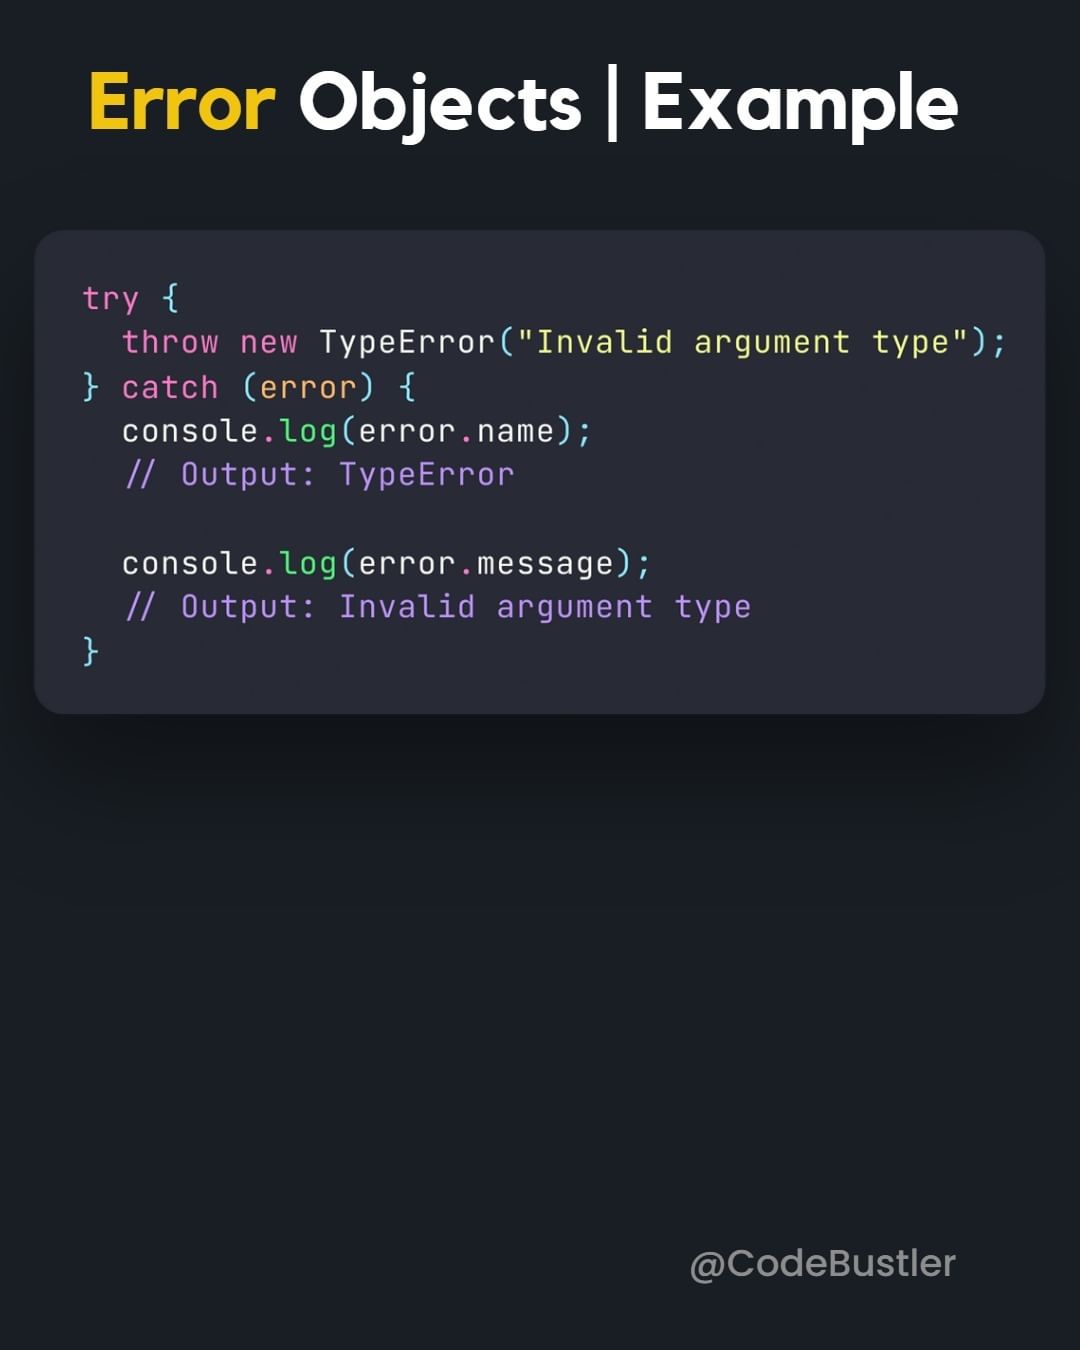 Error Objects | Example
try {
  throw new TypeError("Invalid argument type");
} catch (error) {
  console.log(error.name);
  // Output: TypeError

  console.log(error.message);
  // Output: Invalid argument type
}
@CodeBustler